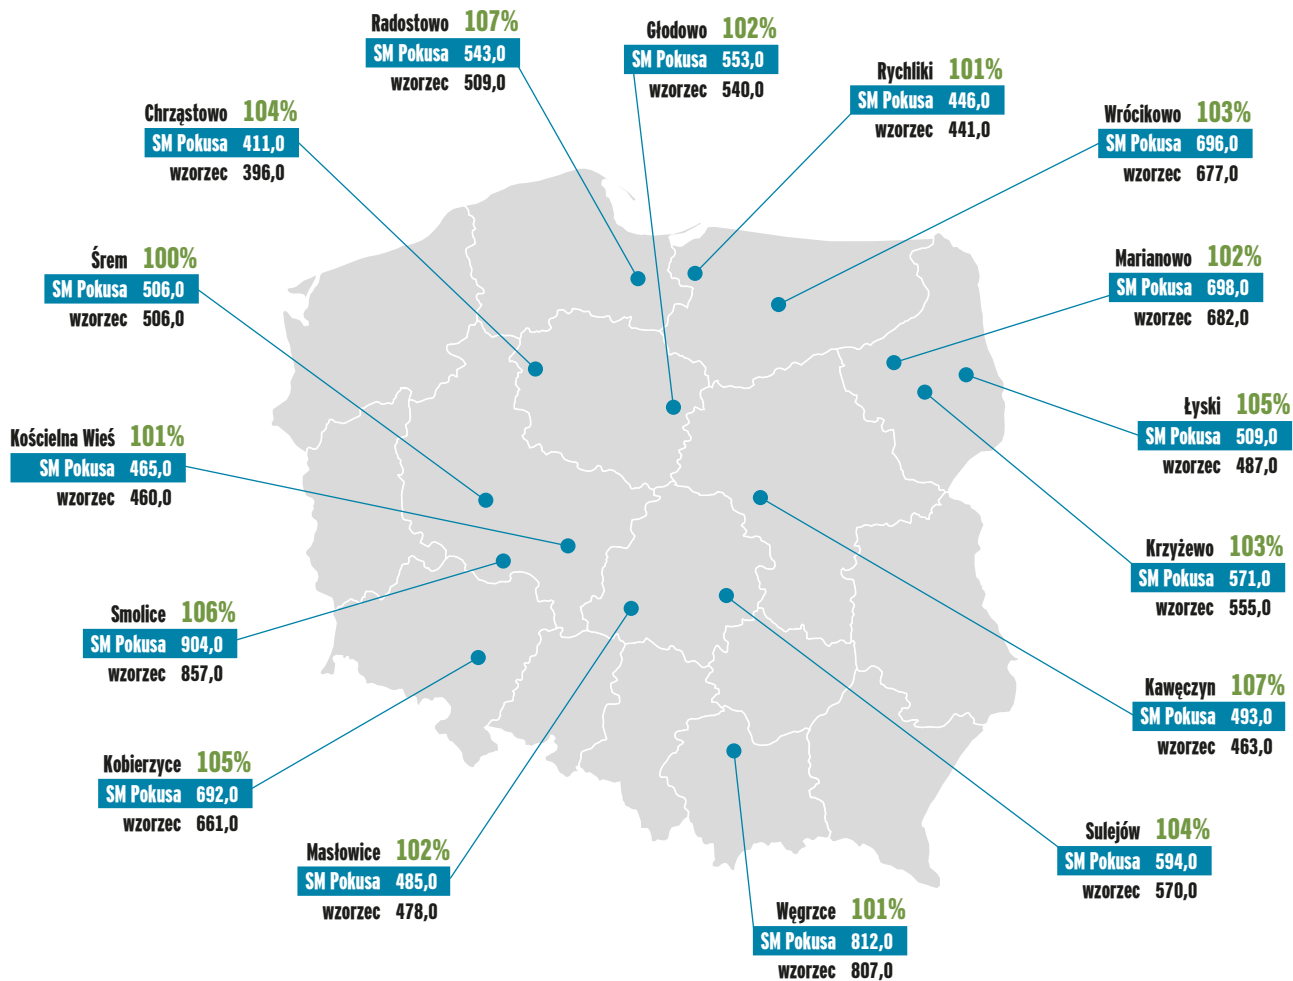 Radostowo 107%
SM Pokusa 543,0
wzorzec 509,0
Głodowo 102%
SM Pokusa 553,0
wzorzec 540,0
Rychliki 101%
SM Pokusa 446,0
wzorzec 441,0
Chrząstowo 104%
SM Pokusa 411,0
wzorzec 396,0
Wrócikowo 103%
SM Pokusa 696,0
wzorzec 677,0
Śrem 100%
SM Pokusa 506,0
wzorzec 506,0
Marianowo 102%
SM Pokusa 698,0
wzorzec 682,0
Łyski 105%
SM Pokusa 509,0
wzorzec 487,0
Kościelna Wieś 101%
SM Pokusa 465,0
wzorzec 460,0
Krzyżewo 103%
SM Pokusa 571,0
wzorzec 555,0
Smolice 106%
SM Pokusa 904,0
wzorzec 857,0
Kawęczyn 107%
SM Pokusa 493,0
wzorzec 463,0
Kobierzyce 105%
SM Pokusa 692,0
wzorzec 661,0
Sulejów 104%
SM Pokusa 594,0
wzorzec 570,0
Masłowice 102%
SM Pokusa 485,0
wzorzec 478,0
Węgrzce 101%
SM Pokusa 812,0
wzorzec 807,0